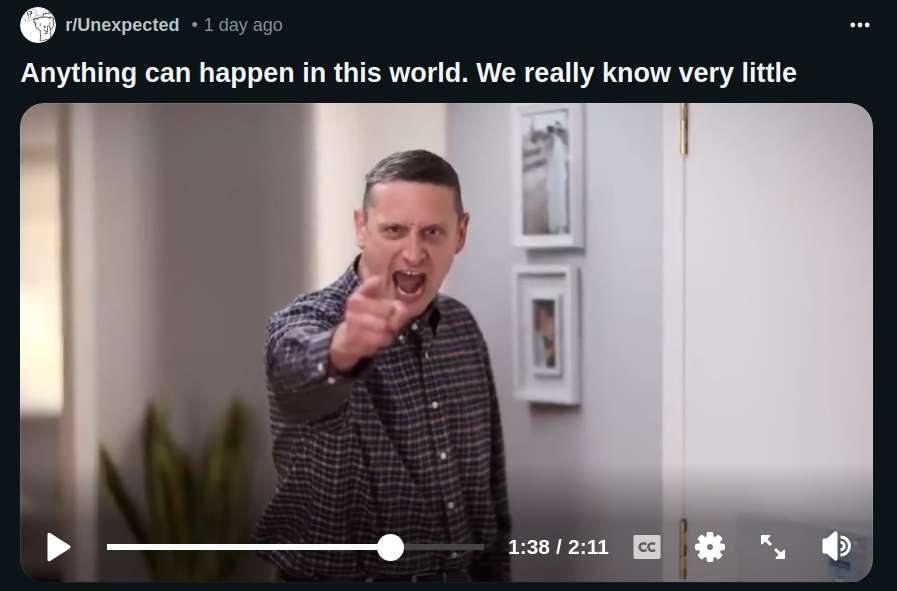 r/Unexpected • 1 day ago
Anything can happen in this world. We really know very little
1:38 / 2:11 CC